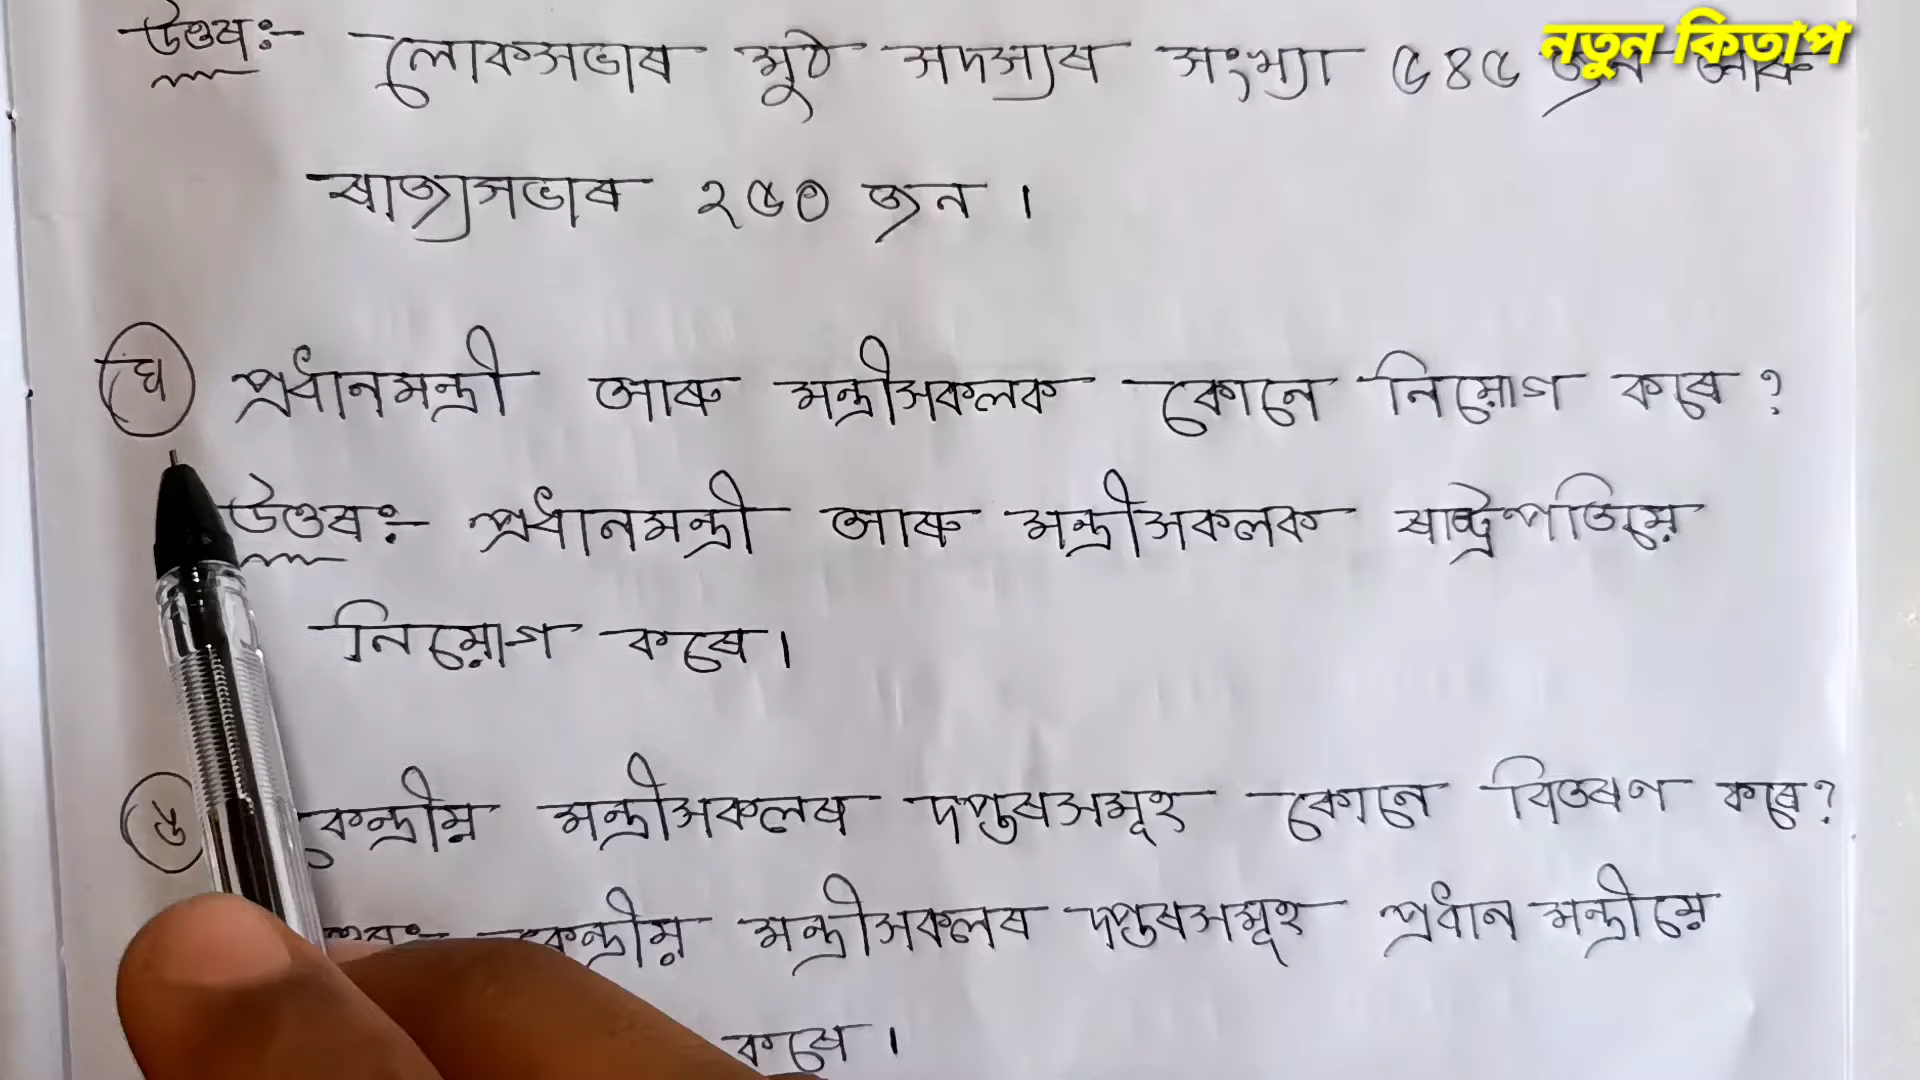 নতুন কিতাপ
উত্তৰঃ- লোকসভাৰ মুঠ সদস্যৰ সংখ্যা ৫৪৫ জন আৰু
ৰাজ্যসভাৰ ২৫০ জন ।
ঘ প্ৰধানমন্ত্ৰী আৰু মন্ত্ৰীসকলক কোনে নিয়োগ কৰে ?
উত্তৰঃ- প্ৰধানমন্ত্ৰী আৰু মন্ত্ৰীসকলক ৰাষ্ট্ৰপতিয়ে
নিয়োগ কৰে ।
ঙ কেন্দ্ৰীয় মন্ত্ৰীসকলৰ দপ্তৰসমূহ কোনে বিতৰণ কৰে ?
কেন্দ্ৰীয় মন্ত্ৰীসকলৰ দপ্তৰসমূহ প্ৰধান মন্ত্ৰীয়ে
কৰে ।